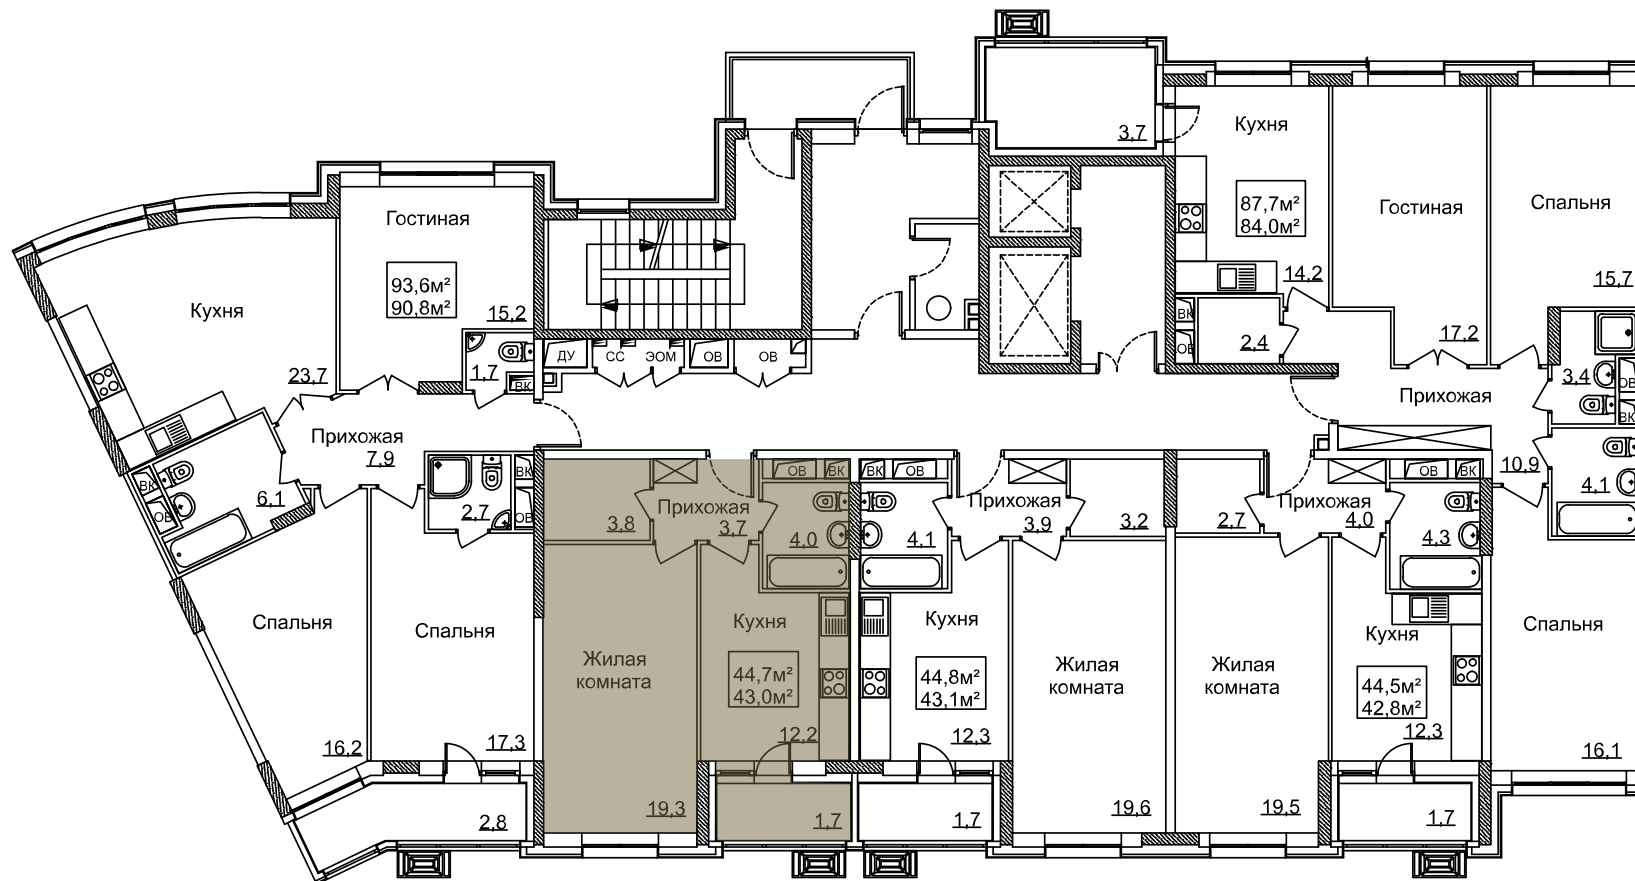 3,7
Кухня
87,7м²
84,0м²
14,2
Гостиная
17,2
Спальня
15,7
ВК
ОВ
2,4
3,4
ОВ
ВК
Прихожая
10,9
4,1
Гостиная
93,6м²
90,8м²
15,2
Кухня
23,7
1,7
ВК
ДУ
СС
ЭОМ
ОВ
ОВ
Прихожая
7,9
ВК
ОВ
6,1
2,7
ВК
ОВ
Спальня
16,2
Спальня
17,3
2,8
3,8
Прихожая
3,7
ОВ
ВК
4,0
Жилая
комната
19,3
Кухня
44,7м²
43,0м²
12,2
1,7
ВК
ОВ
4,1
Прихожая
3,9
3,2
Кухня
44,8м²
43,1м²
12,3
1,7
Жилая
комната
19,6
2,7
Прихожая
4,0
ОВ
ВК
4,3
Жилая
комната
19,5
Кухня
44,5м²
42,8м²
12,3
1,7
Спальня
16,1